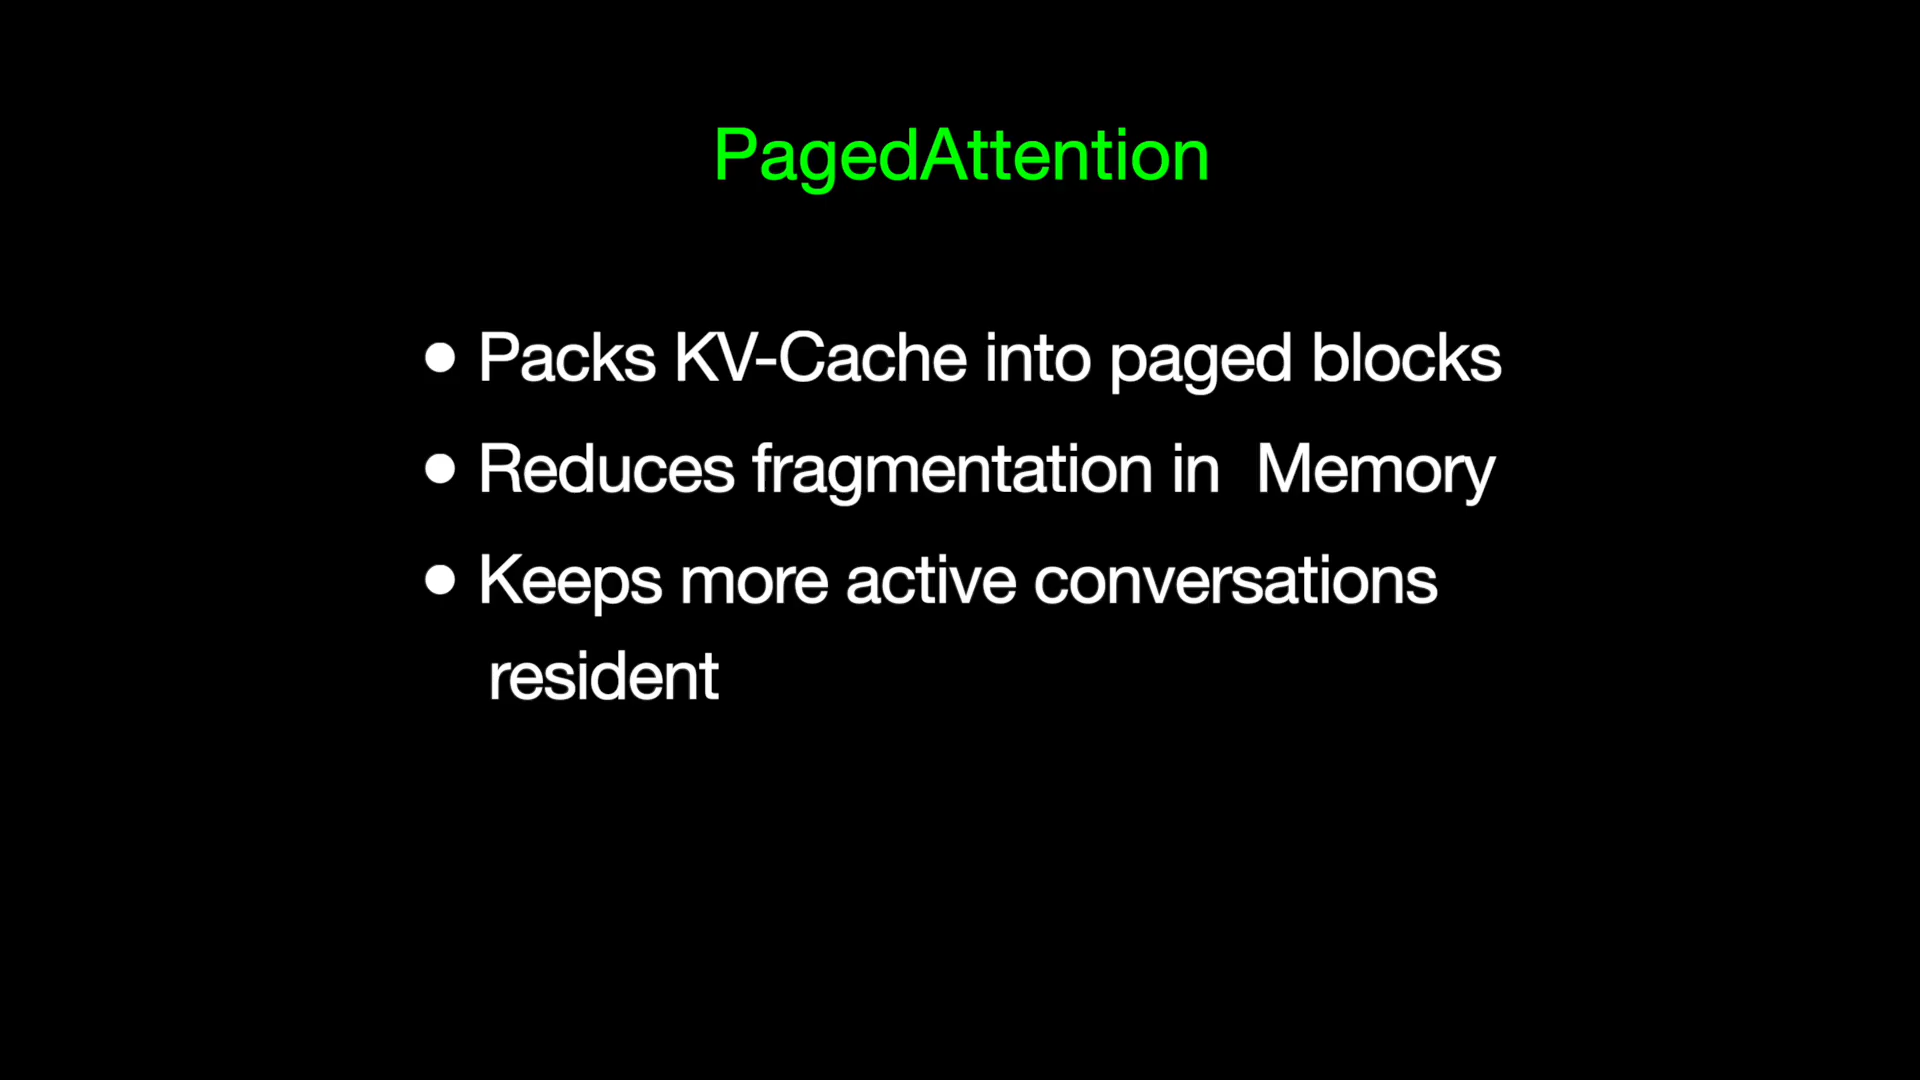 PagedAttention
● Packs KV-Cache into paged blocks
● Reduces fragmentation in  Memory
● Keeps more active conversations
resident